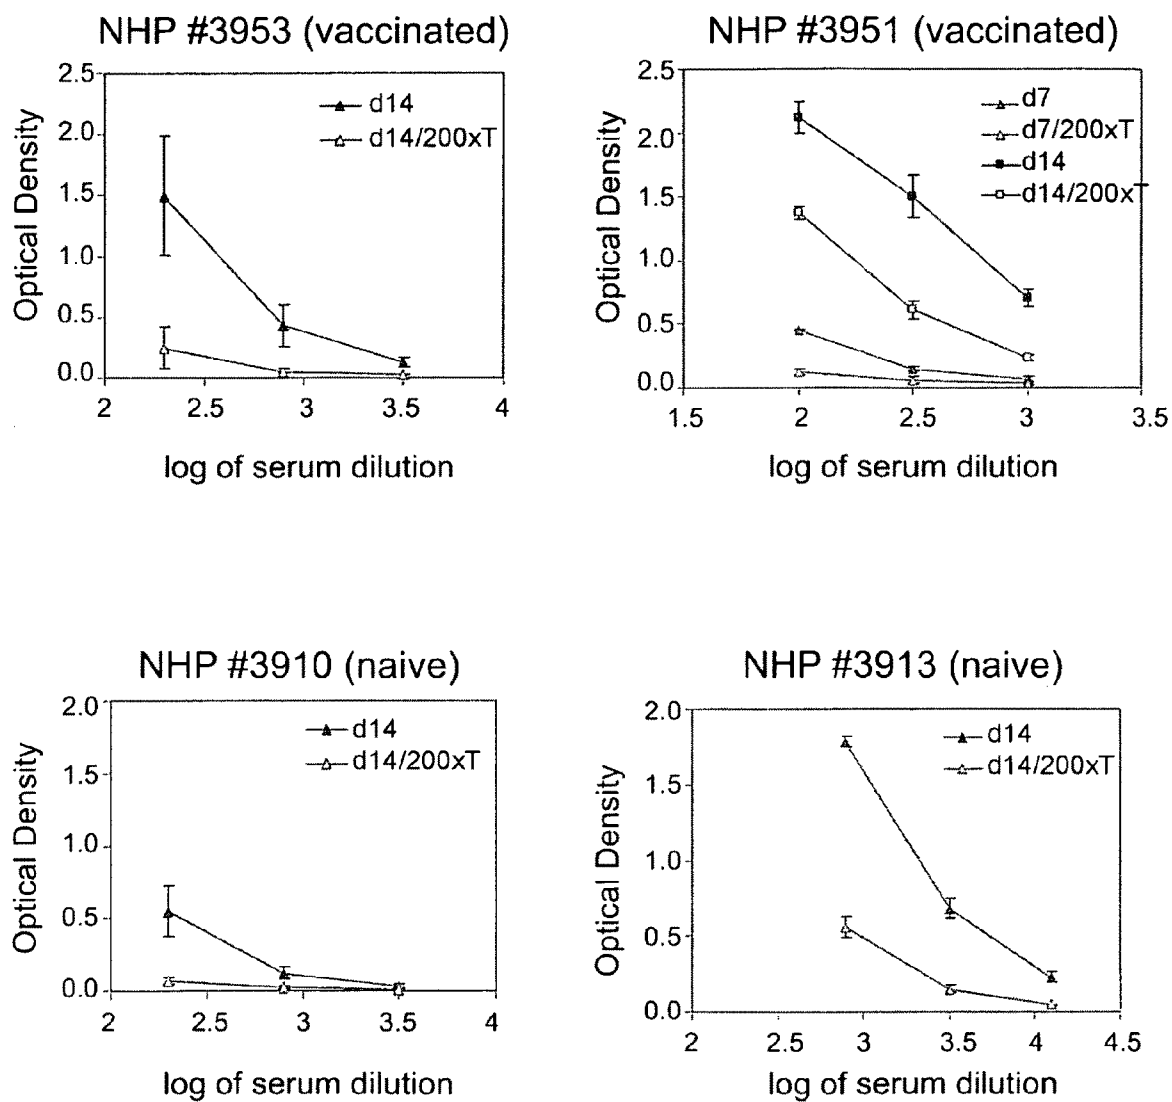 NHP #3953 (vaccinated)
2.5
2.0
1.5
1.0
0.5
0.0
Optical Density
d14
d14/200xT
2
2.5
3
3.5
4
log of serum dilution
NHP #3951 (vaccinated)
2.5
2.0
1.5
1.0
0.5
0.0
Optical Density
d7
d7/200xT
d14
d14/200xT
1.5
2
2.5
3
3.5
log of serum dilution
NHP #3910 (naive)
2.0
1.5
1.0
0.5
0.0
Optical Density
d14
d14/200xT
2
2.5
3
3.5
4
log of serum dilution
NHP #3913 (naive)
2.0
1.5
1.0
0.5
0.0
Optical Density
d14
d14/200xT
2
2.5
3
3.5
4
4.5
log of serum dilution